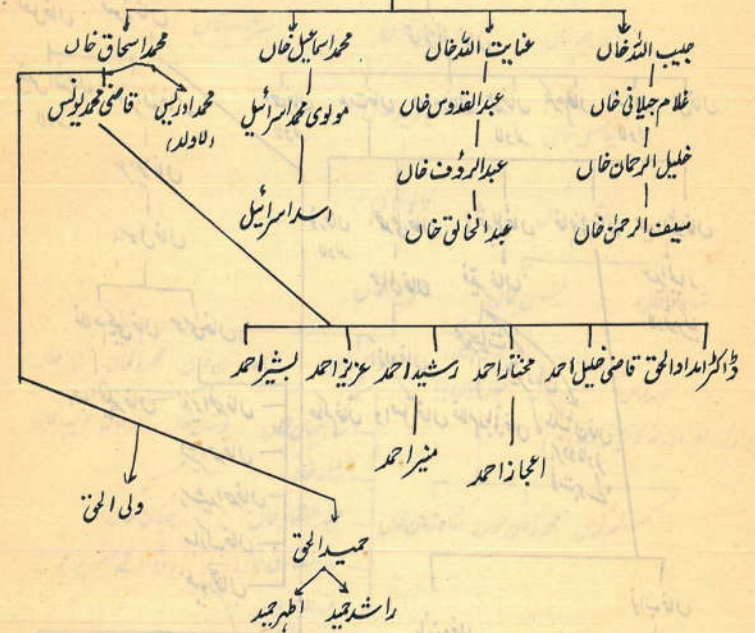 حبیب اللہ خاں عنایت اللہ خاں محمد اسماعیل خاں محمد اسحاق خاں
غلام جیلانی خاں عبدالقدوس خاں مولوی محمد اسرائیل محمد ادریس قاضی محمد یونس
(لاولد)
خلیل الرحمان خاں عبدالرؤف خاں
سیف الرحمٰن خاں عبدالخالق خاں اسد اسرائیل
ڈاکٹر امداد الحق قاضی خلیل احمد مختار احمد رشید احمد عزیز احمد بشیر احمد
اعجاز احمد منیر احمد
ولی الحق
حمید الحق
راشد حمید اظہر حمید